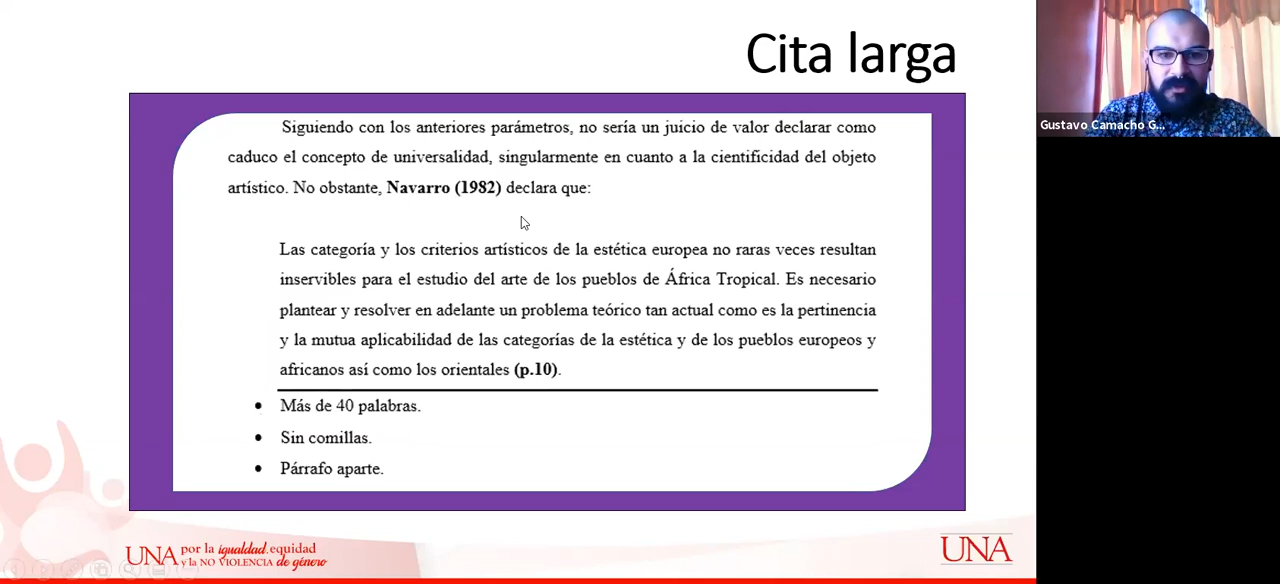 Cita larga
Gustavo Camacho G...
Siguiendo con los anteriores parámetros, no sería un juicio de valor declarar como
caduco el concepto de universalidad, singularmente en cuanto a la cientificidad del objeto
artístico. No obstante, Navarro (1982) declara que:
Las categoría y los criterios artísticos de la estética europea no raras veces resultan
inservibles para el estudio del arte de los pueblos de África Tropical. Es necesario
plantear y resolver en adelante un problema teórico tan actual como es la pertinencia
y la mutua aplicabilidad de las categorías de la estética y de los pueblos europeos y
africanos así como los orientales (p.10).
• Más de 40 palabras.
• Sin comillas.
• Párrafo aparte.
UNA por la igualdad, equidad
y la NO VIOLENCIA de género
UNA